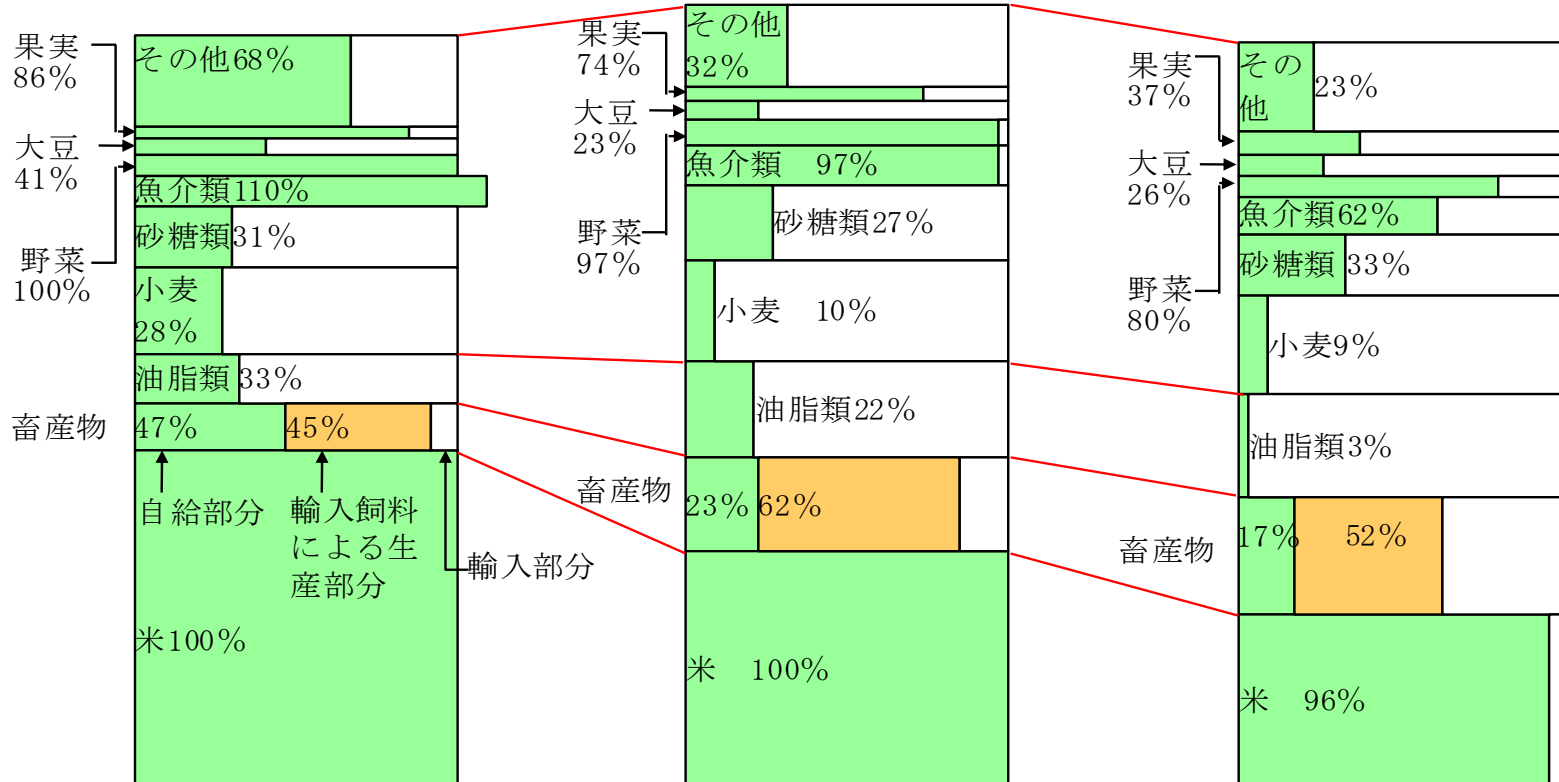 その他68%
果実
86%
大豆
41%
魚介類110%
砂糖類31%
野菜
100%
小麦
28%
油脂類 33%
畜産物
47%
45%
自給部分
輸入飼料
による生
産部分
輸入部分
米100%
その他
32%
果実
74%
大豆
23%
魚介類　97%
砂糖類27%
野菜
97%
小麦　10%
油脂類22%
畜産物
23%
62%
米　100%
その
他
23%
果実
37%
大豆
26%
魚介類62%
砂糖類 33%
野菜
80%
小麦9%
油脂類3%
畜産物
17%
52%
米　96%